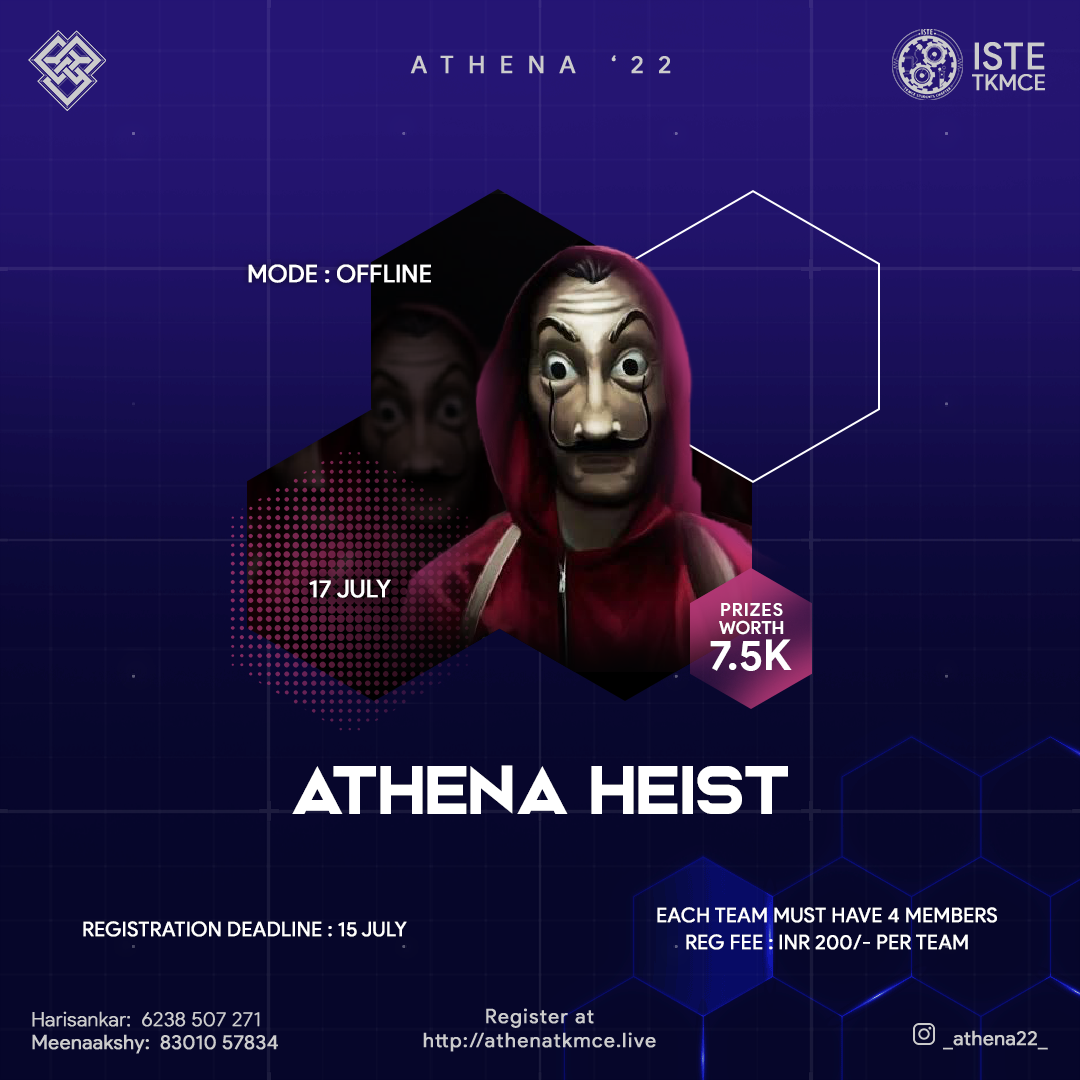 ATHENA ‘22
ISTE
TKMCE
MODE : OFFLINE
17 JULY
PRIZES
WORTH
7.5K
ATHENA HEIST
REGISTRATION DEADLINE : 15 JULY
EACH TEAM MUST HAVE 4 MEMBERS
REG FEE : INR 200/- PER TEAM
Harisankar: 6238 507 271
Meenaakshy: 83010 57834
Register at
http://athenatkmce.live
_athena22_